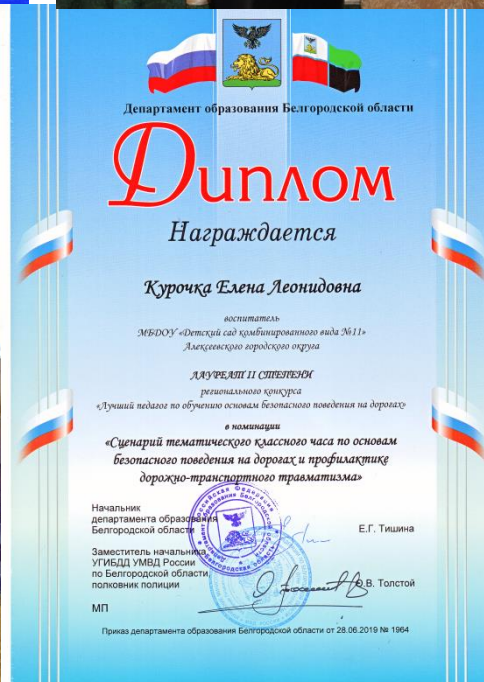 Департамент образования Белгородской области
Диплом
Награждается
Курочка Елена Леонидовна
воспитатель
МБДОУ «Детский сад комбинированного вида №11»
Алексеевского городского округа
ЛАУРЕАТ II СТЕПЕНИ
регионального конкурса
«Лучший педагог по обучению основам безопасного поведения на дорогах»
в номинации
«Сценарий тематического классного часа по основам
безопасного поведения на дорогах и профилактике
дорожно-транспортного травматизма»
Начальник
департамента образования
Белгородской области
Е.Г. Тишина
Заместитель начальника
УГИБДД УМВД России
по Белгородской области
полковник полиции
О.В. Толстой
МП
Приказ департамента образования Белгородской области от 28.06.2019 № 1964